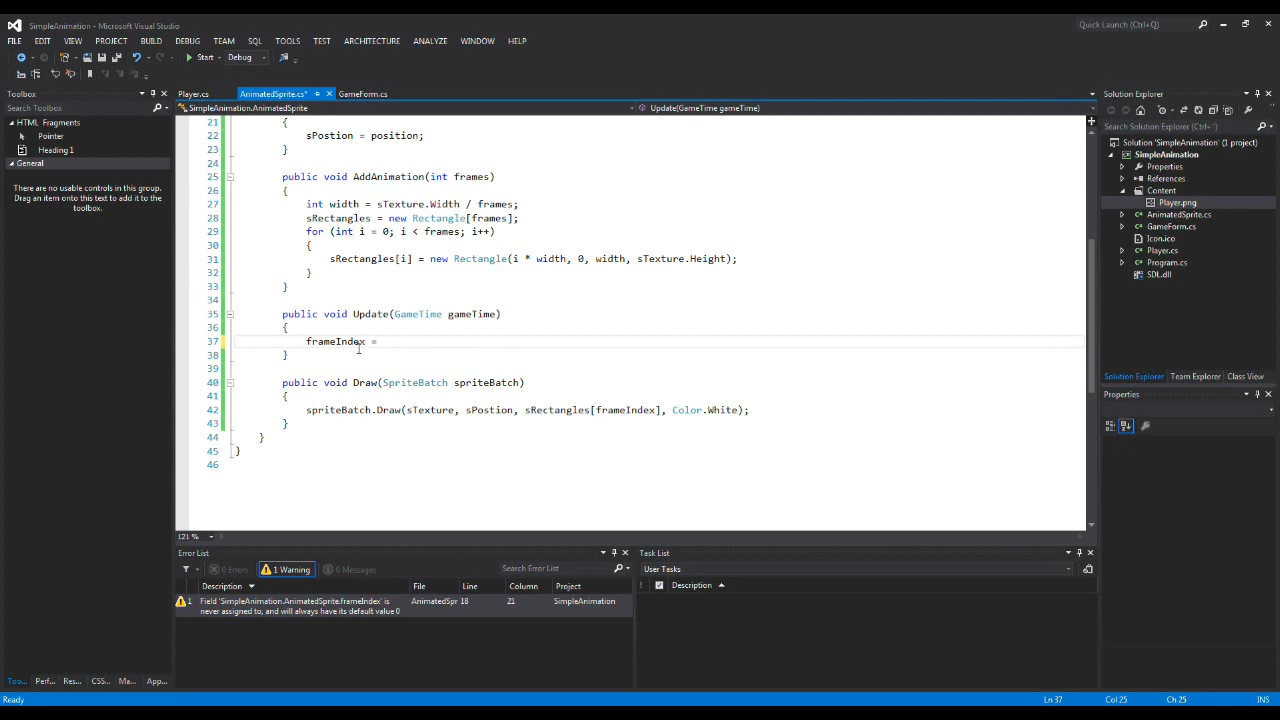 SimpleAnimation - Microsoft Visual Studio
Quick Launch (Ctrl+Q)
FILE EDIT VIEW PROJECT BUILD DEBUG TEAM SQL TOOLS TEST ARCHITECTURE ANALYZE WINDOW HELP
Start Debug
Toolbox
Search Toolbox
HTML Fragments
Pointer
Heading 1
General
There are no usable controls in this group. Drag an item onto this text to add it to the toolbox.
Player.cs AnimatedSprite.cs* GameForm.cs
SimpleAnimation.AnimatedSprite Update(GameTime gameTime)
21 {
22 sPostion = position;
23 }
24
25 public void AddAnimation(int frames)
26 {
27 int width = sTexture.Width / frames;
28 sRectangles = new Rectangle[frames];
29 for (int i = 0; i < frames; i++)
30 {
31 sRectangles[i] = new Rectangle(i * width, 0, width, sTexture.Height);
32 }
33 }
34
35 public void Update(GameTime gameTime)
36 {
37 frameIndex =
38 }
39
40 public void Draw(SpriteBatch spriteBatch)
41 {
42 spriteBatch.Draw(sTexture, sPostion, sRectangles[frameIndex], Color.White);
43 }
44 }
45 }
46
121 %
Solution Explorer
Search Solution Explorer (Ctrl+;)
Solution 'SimpleAnimation' (1 project)
SimpleAnimation
Properties
References
Content
Player.png
AnimatedSprite.cs
GameForm.cs
Icon.ico
Player.cs
Program.cs
SDL.dll
Solution Explorer Team Explorer Class View
Properties
Error List
0 Errors 1 Warning 0 Messages Search Error List
Description File Line Column Project
1 Field 'SimpleAnimation.AnimatedSprite.frameIndex' is AnimatedSpr 18 21 SimpleAnimation
never assigned to, and will always have its default value 0
Task List
User Tasks
! Description
Too... Perf... Res... CSS... Ma... App...
Ready Ln 37 Col 25 Ch 25 INS